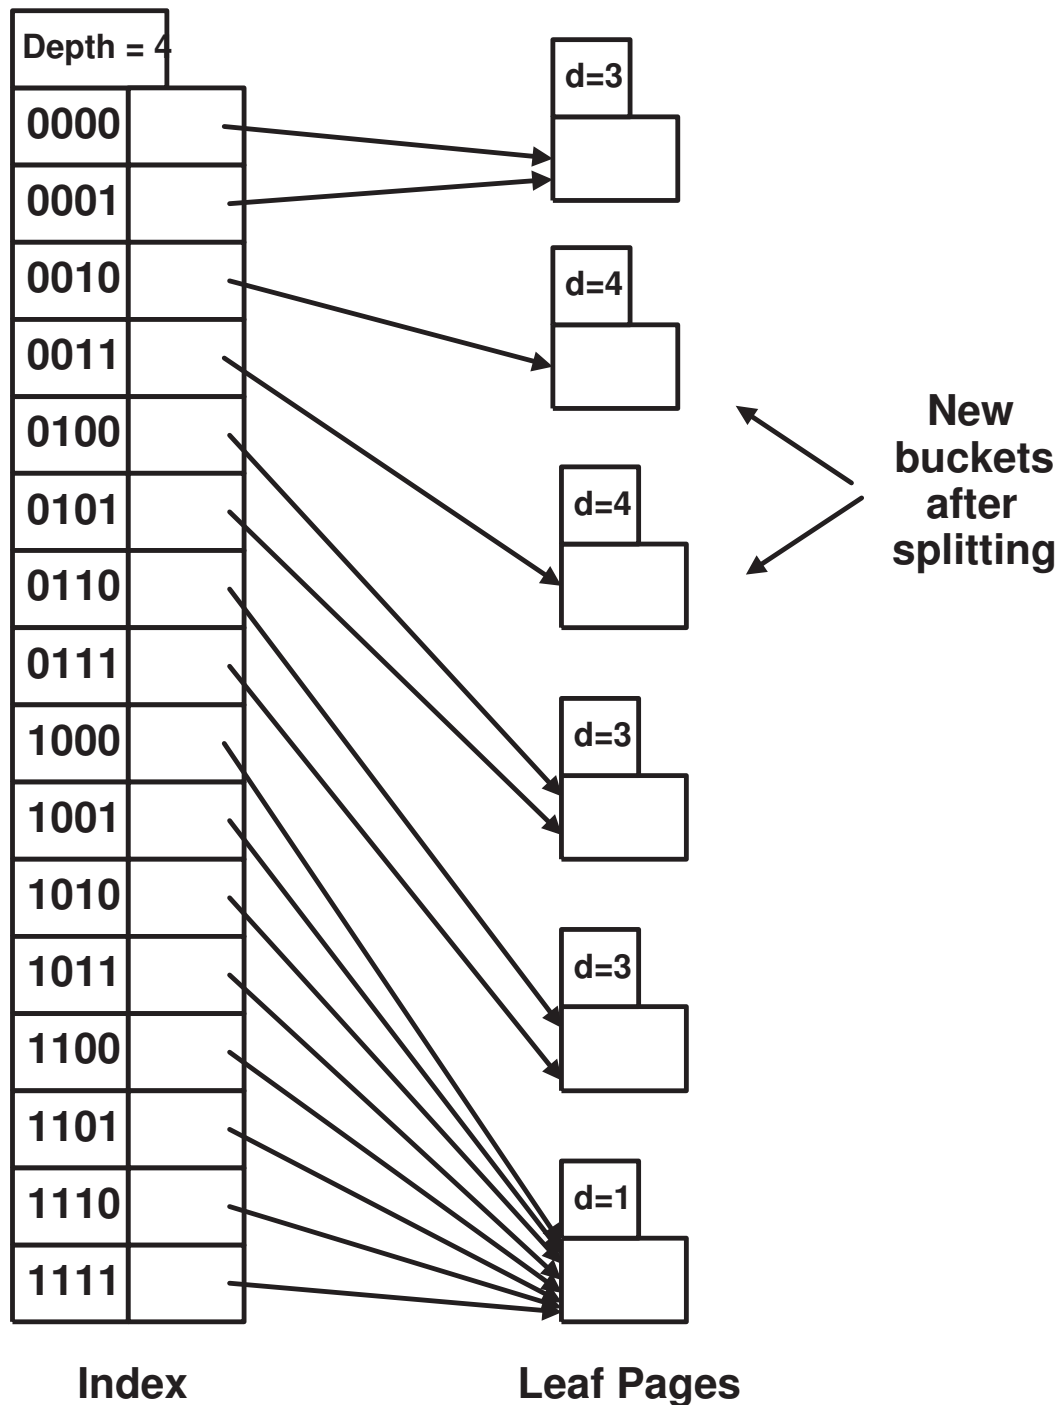 Depth = 4
0000
0001
0010
0011
0100
0101
0110
0111
1000
1001
1010
1011
1100
1101
1110
1111
Index
d=3
d=4
d=4
d=3
d=3
d=1
Leaf Pages
New
buckets
after
splitting